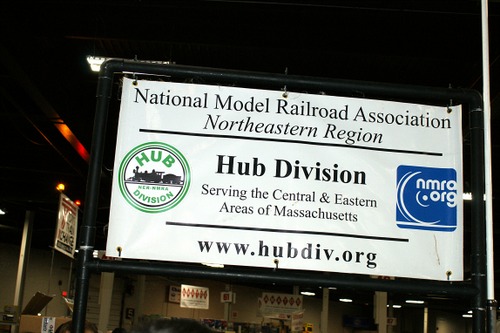 National Model Railroad Association
Northeastern Region
HUB
NER-NMRA
DIVISION
Hub Division
Serving the Central & Eastern
Areas of Massachusetts
nmra
.org
www.hubdiv.org